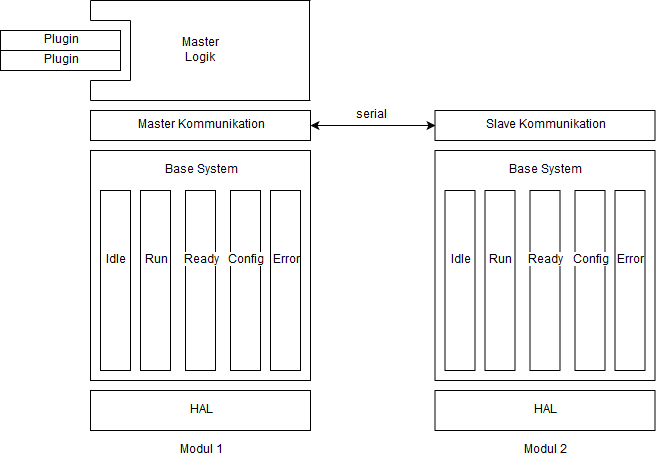 Plugin
Plugin
Master
Logik
Master Kommunikation
serial
Slave Kommunikation
Base System
Idle
Run
Ready
Config
Error
Base System
Idle
Run
Ready
Config
Error
HAL
HAL
Modul 1
Modul 2